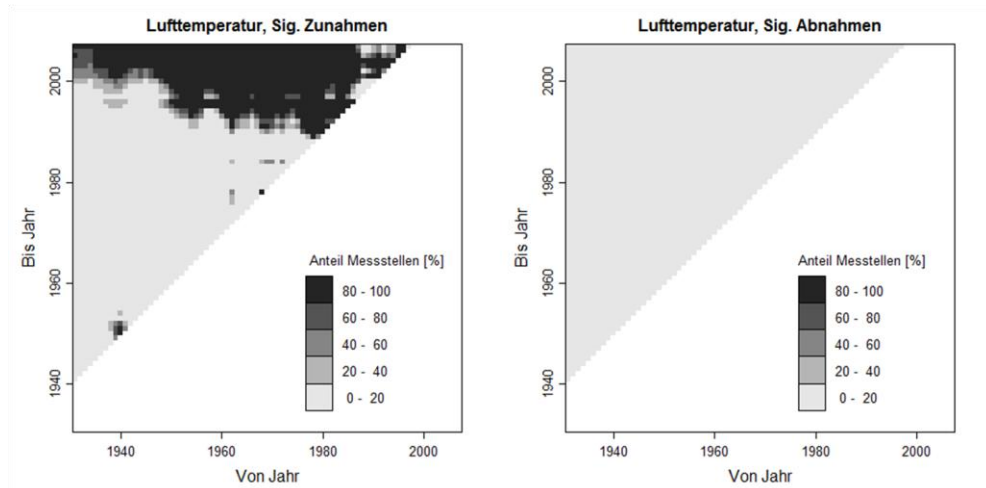 Lufttemperatur, Sig. Zunahmen
Bis Jahr
2000
1980
1960
1940
Anteil Messstellen [%]
80 - 100
60 - 80
40 - 60
20 - 40
0 - 20
1940 1960 1980 2000
Von Jahr
Lufttemperatur, Sig. Abnahmen
Bis Jahr
2000
1980
1960
1940
Anteil Messstellen [%]
80 - 100
60 - 80
40 - 60
20 - 40
0 - 20
1940 1960 1980 2000
Von Jahr